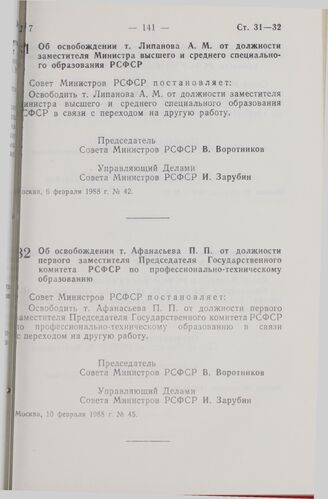 7 — 141 — Ст. 31—32
Об освобождении т. Липанова А. М. от должности
заместителя Министра высшего и среднего специально-
го образования РСФСР
Совет Министров РСФСР постановляет:
Освободить т. Липанова А. М. от должности заместителя
инистра высшего и среднего специального образования
СФСР в связи с переходом на другую работу.
Председатель
Совета Министров РСФСР В. Воротников
Управляющий Делами
Совета Министров РСФСР И. Зарубин
осква, 6 февраля 1988 г. № 42.
32 Об освобождении т. Афанасьева П. П. от должности
первого заместителя Председателя Государственного
комитета РСФСР по профессионально-техническому
образованию
Совет Министров РСФСР постановляет:
Освободить т. Афанасьева П. П. от должности первого
заместителя Председателя Государственного комитета РСФСР
по профессионально-техническому образованию в связи
с переходом на другую работу.
Председатель
Совета Министров РСФСР В. Воротников
Управляющий Делами
Совета Министров РСФСР И. Зарубин
Москва, 10 февраля 1988 г. № 45.